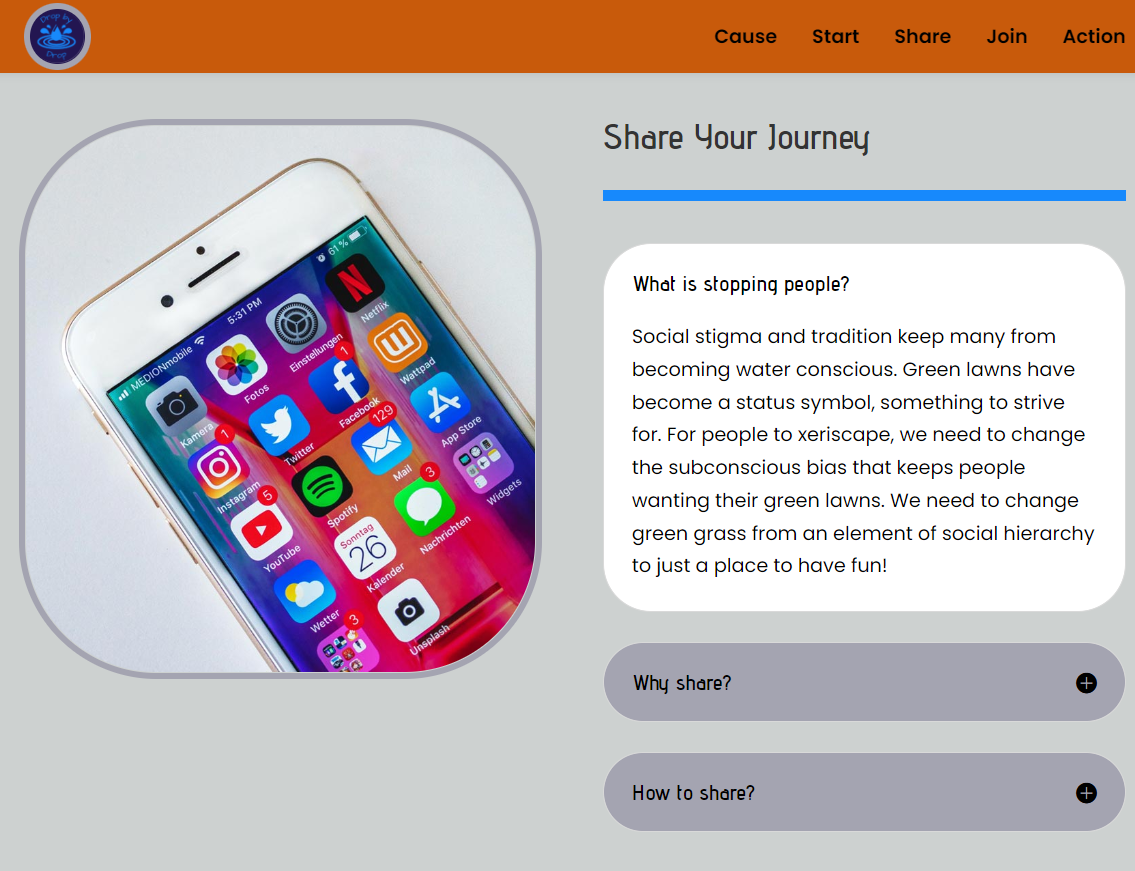 Drop by
Drop
Cause Start Share Join Action
Share Your Journey
What is stopping people?
Social stigma and tradition keep many from
becoming water conscious. Green lawns have
become a status symbol, something to strive
for. For people to xeriscape, we need to change
the subconscious bias that keeps people
wanting their green lawns. We need to change
green grass from an element of social hierarchy
to just a place to have fun!
Why share?
How to share?
MEDIONmobile
5:31 PM
61 %
Kamera
Fotos
Einstellungen
Netflix
1
Instagram
Twitter
1
Facebook
Wattpad
5
YouTube
Spotify
129
Mail
App Store
Wetter
Sonntag
26
Kalender
3
Nachrichten
Widgets
3
Unsplash